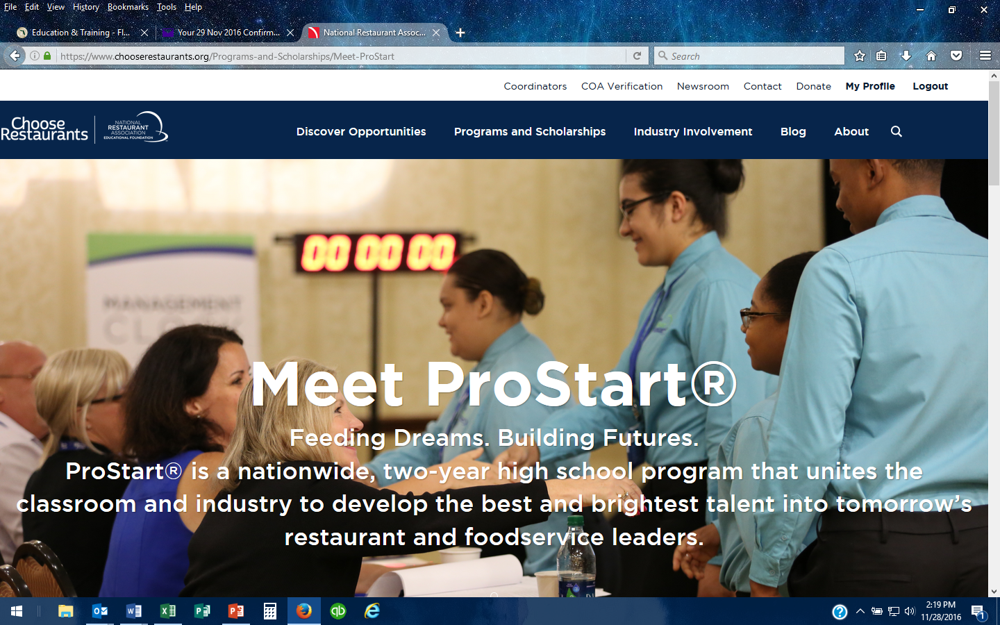 File Edit View History Bookmarks Tools Help
Education & Training - Fl...
Your 29 Nov 2016 Confirm...
National Restaurant Assoc...
https://www.chooserestaurants.org/Programs-and-Scholarships/Meet-ProStart
Search
Coordinators COA Verification Newsroom Contact Donate My Profile Logout
Choose
Restaurants
NATIONAL
RESTAURANT
ASSOCIATION
EDUCATIONAL FOUNDATION
Discover Opportunities Programs and Scholarships Industry Involvement Blog About
00 00 00
MANAGEMENT
CLOCK
Meet ProStart®
Feeding Dreams. Building Futures.
ProStart® is a nationwide, two-year high school program that unites the
classroom and industry to develop the best and brightest talent into tomorrow's
restaurant and foodservice leaders.
2:19 PM
11/28/2016
1